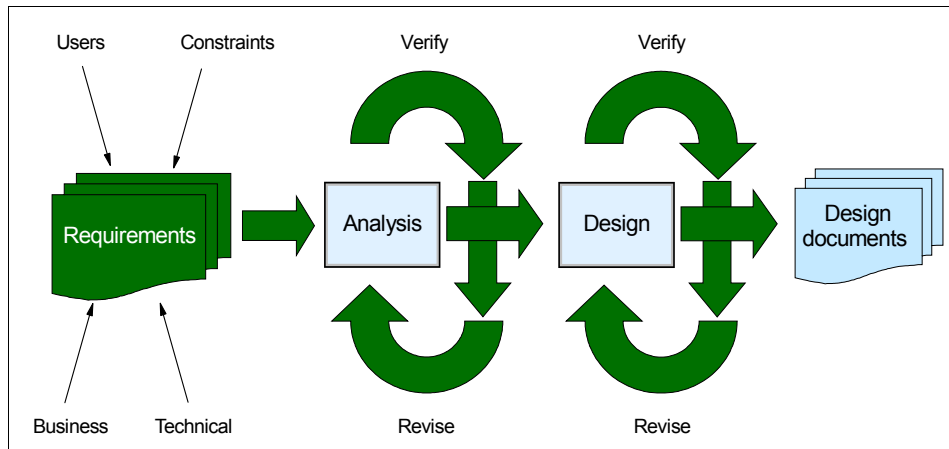 Users
Constraints
Verify
Verify
Requirements
Analysis
Design
Design
documents
Business
Technical
Revise
Revise